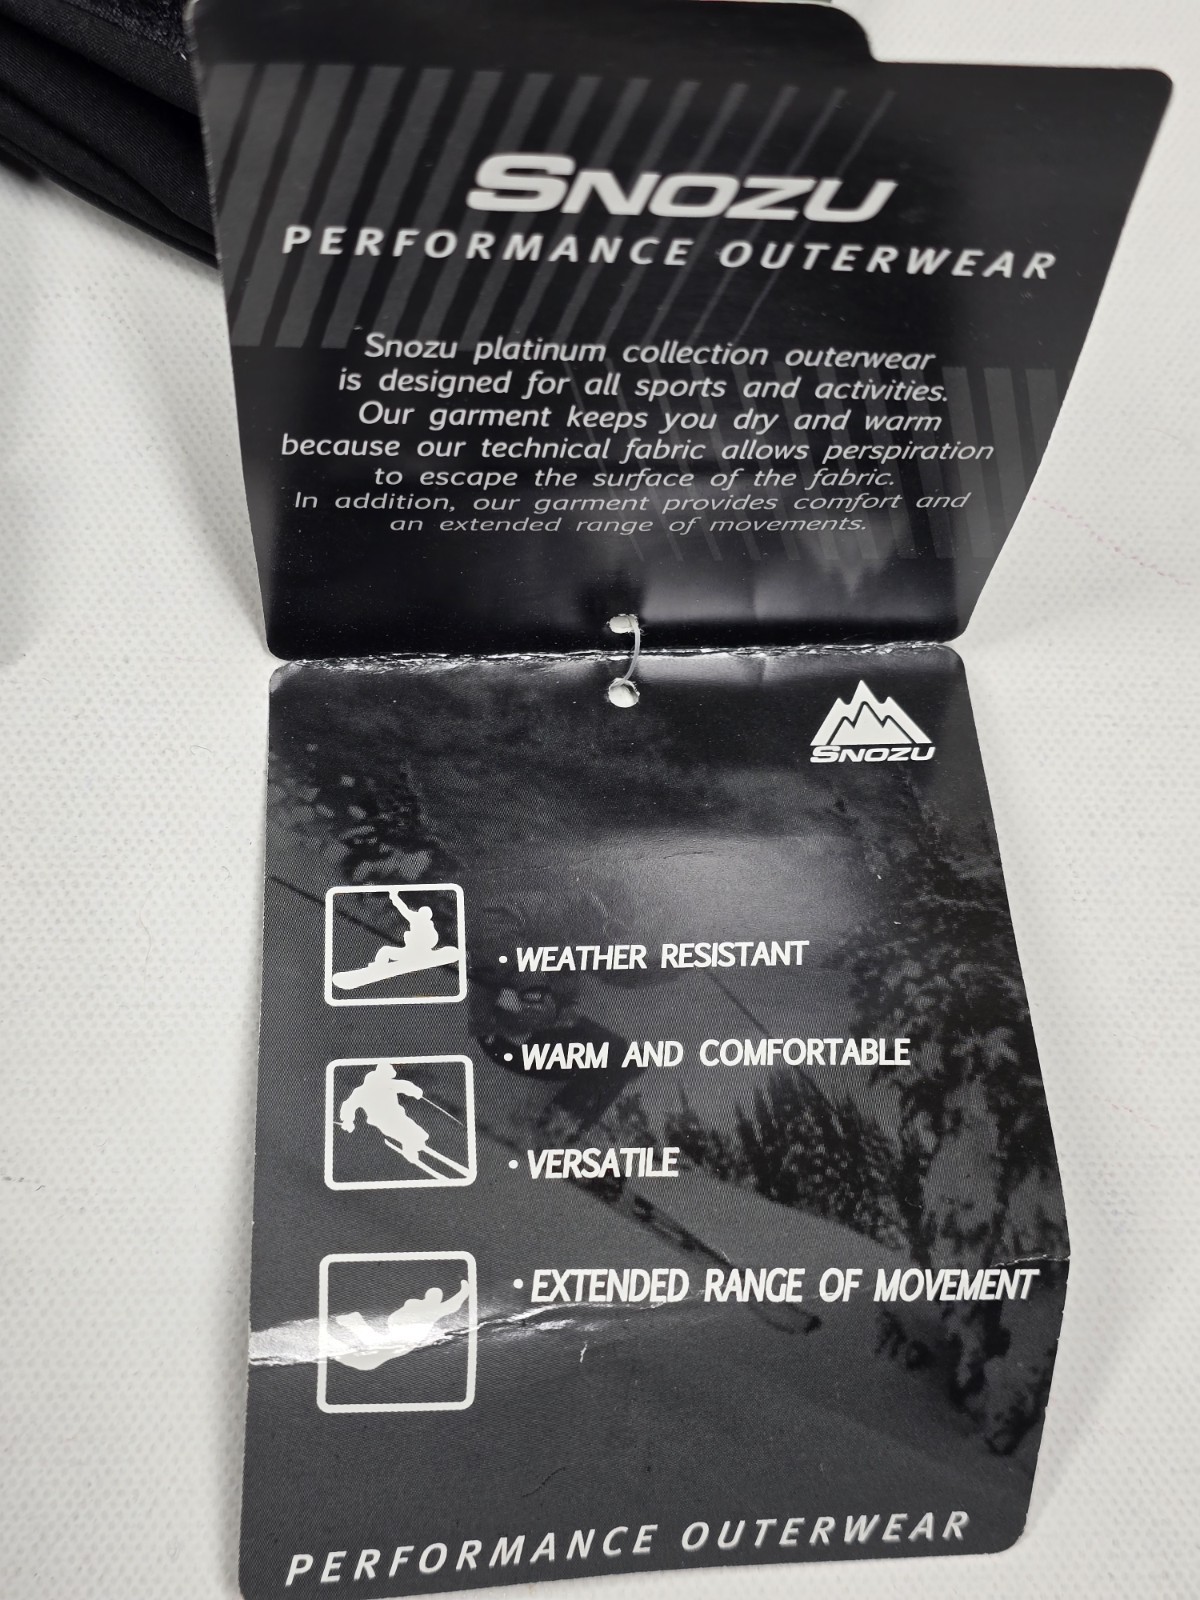 SNOZU
PERFORMANCE OUTERWEAR
Snozu platinum collection outerwear
is designed for all sports and activities.
Our garment keeps you dry and warm
because our technical fabric allows perspiration
to escape the surface of the fabric.
In addition, our garment provides comfort and
an extended range of movements.
SNOZU
· WEATHER RESISTANT
· WARM AND COMFORTABLE
· VERSATILE
· EXTENDED RANGE OF MOVEMENT
PERFORMANCE OUTERWEAR